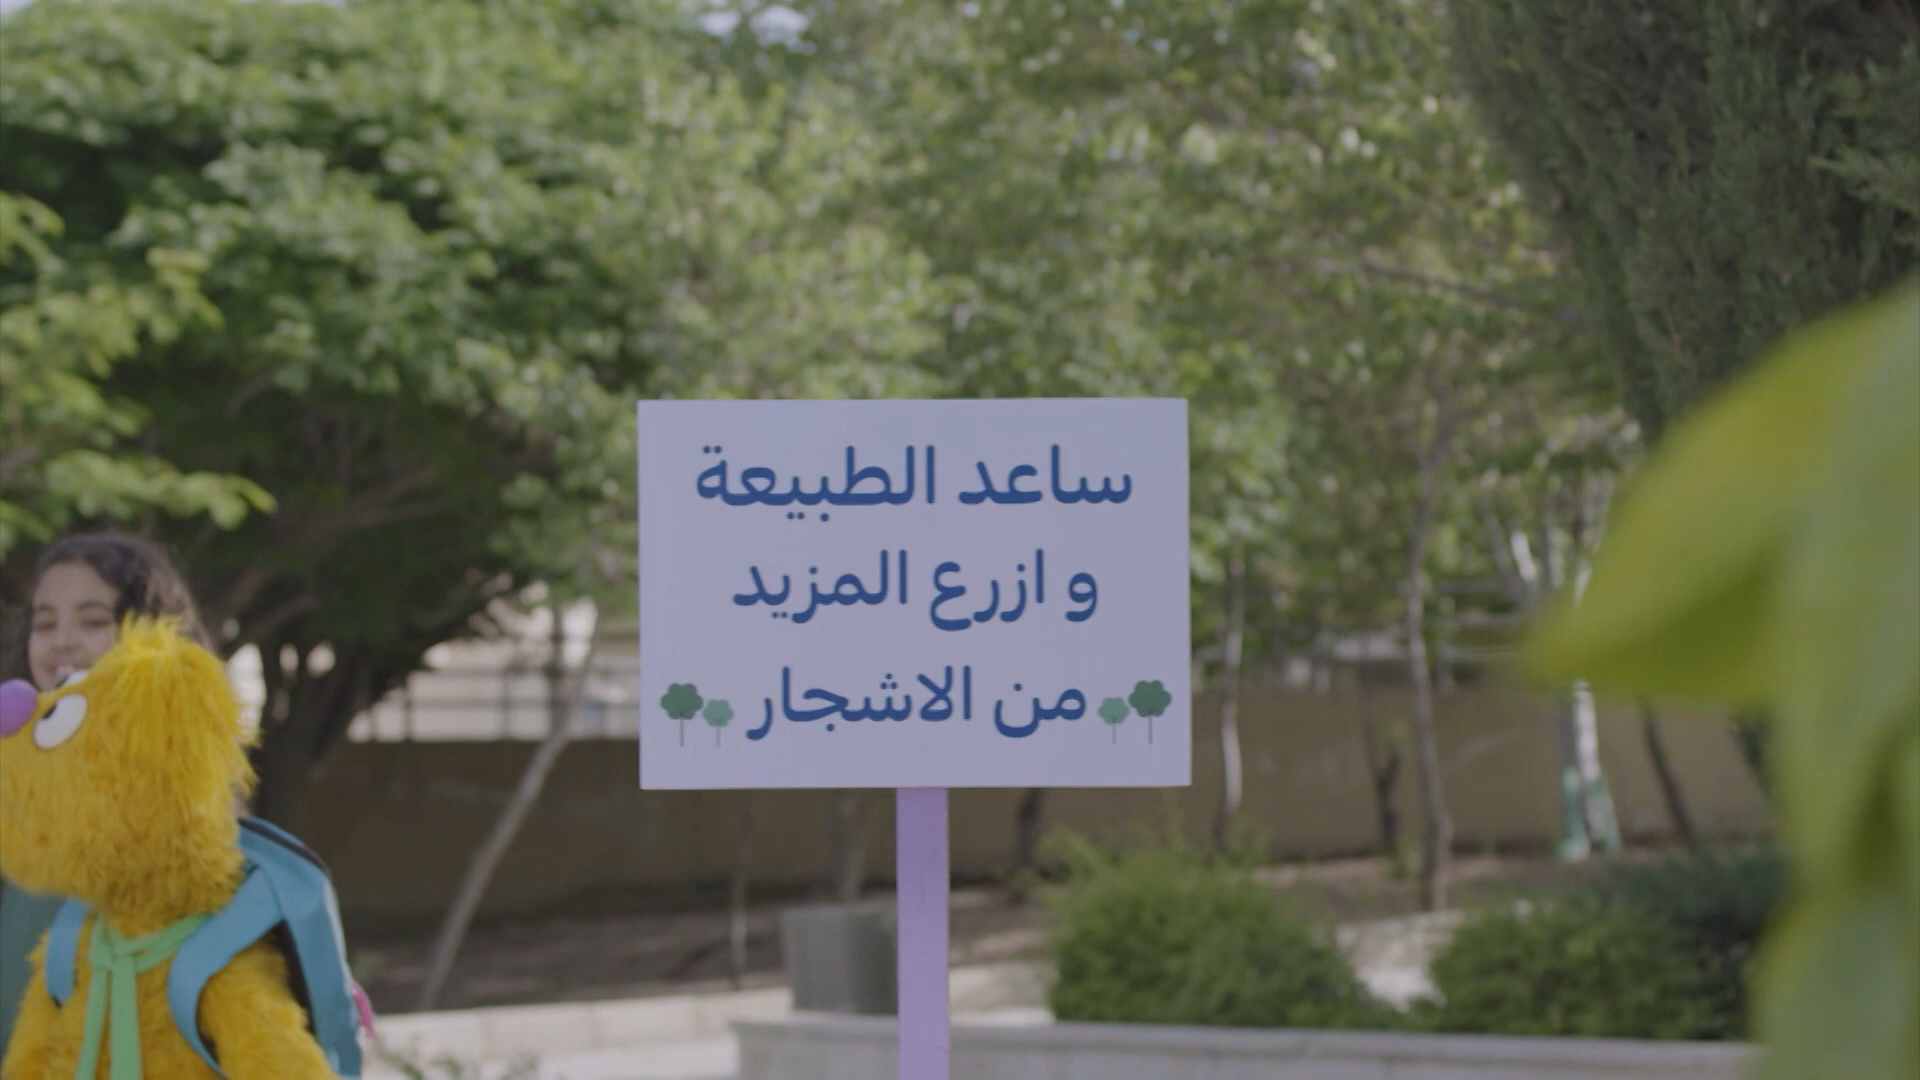 ساعد الطبيعة
و ازرع المزيد
من الاشجار